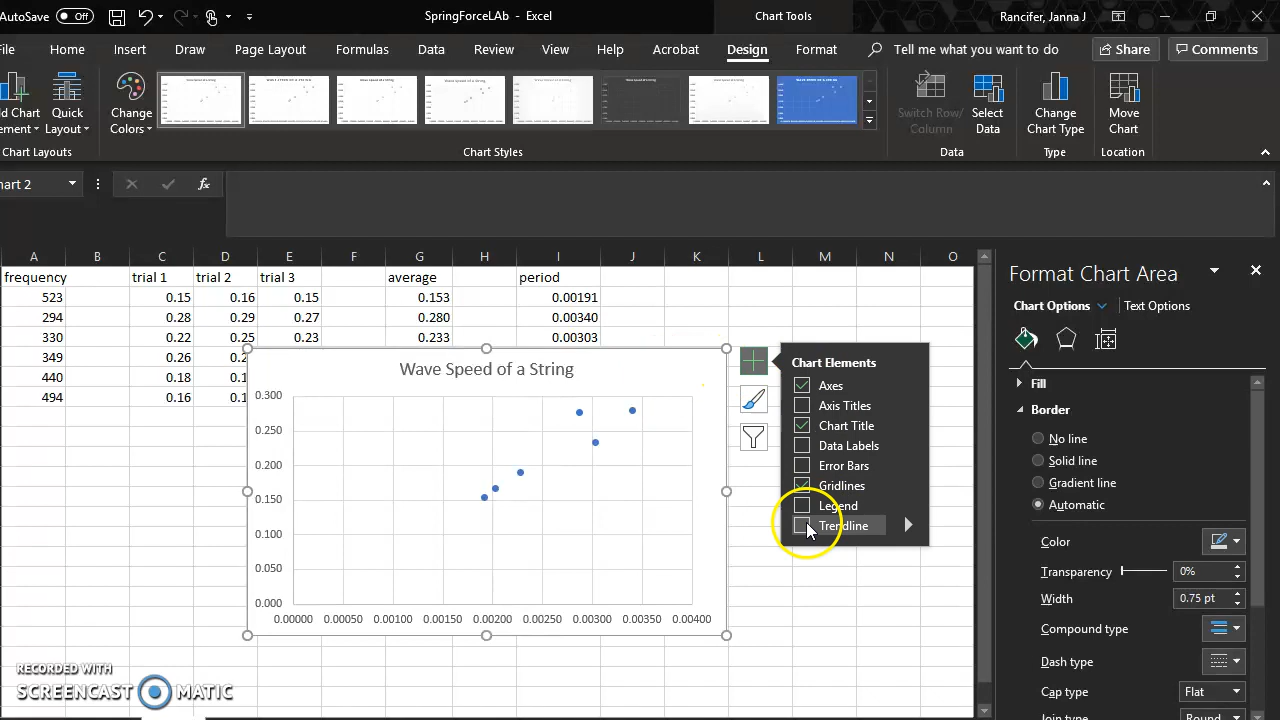 AutoSave Off SpringForceLAb - Excel Chart Tools Rancifer, Janna J
File Home Insert Draw Page Layout Formulas Data Review View Help Acrobat Design Format Tell me what you want to do Share Comments
Add Chart Element Quick Layout Change Colors Switch Row/Column Select Data Change Chart Type Move Chart
Chart Layouts Chart Styles Data Type Location
Chart 2 fx
A B C D E F G H I J K L M N O
frequency trial 1 trial 2 trial 3 average period
523 0.15 0.16 0.15 0.153 0.00191
294 0.28 0.29 0.27 0.280 0.00340
330 0.22 0.25 0.23 0.233 0.00303
349 0.26
440 0.18
494 0.16
Wave Speed of a String
0.300
0.250
0.200
0.150
0.100
0.050
0.000
0.00000 0.00050 0.00100 0.00150 0.00200 0.00250 0.00300 0.00350 0.00400
Chart Elements
Axes
Axis Titles
Chart Title
Data Labels
Error Bars
Gridlines
Legend
Trendline
Format Chart Area
Chart Options Text Options
Fill
Border
No line
Solid line
Gradient line
Automatic
Color
Transparency 0%
Width 0.75 pt
Compound type
Dash type
Cap type Flat
Join type Round
RECORDED WITH
SCREENCAST MATIC